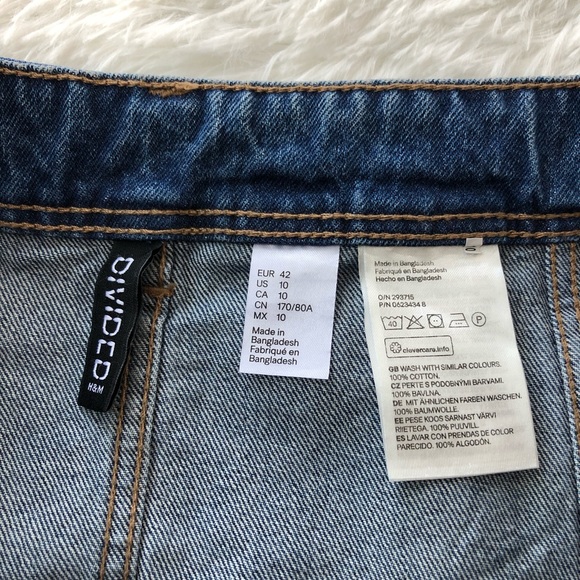 DIVIDED
H&M
EUR 42
US 10
CA 10
CN 170/80A
MX 10
Made in
Bangladesh
Fabriqué en
Bangladesh
Made in Bangladesh
Fabriqué en Bangladesh
Hecho en Bangladesh
O/N 293715
P/N 0623434 8
40
P
clevercare.info
GB WASH WITH SIMILAR COLOURS.
100% COTTON.
CZ PERTE S PODOBNÝMI BARVAMI.
100% BAVLNA.
DE MIT ÄHNLICHEN FARBEN WASCHEN.
100% BAUMWOLLE.
EE PESE KOOS SARNAST VÄRVI
RIIETEGA. 100% PUUVILL.
ES LAVAR CON PRENDAS DE COLOR
PARECIDO. 100% ALGODÓN.